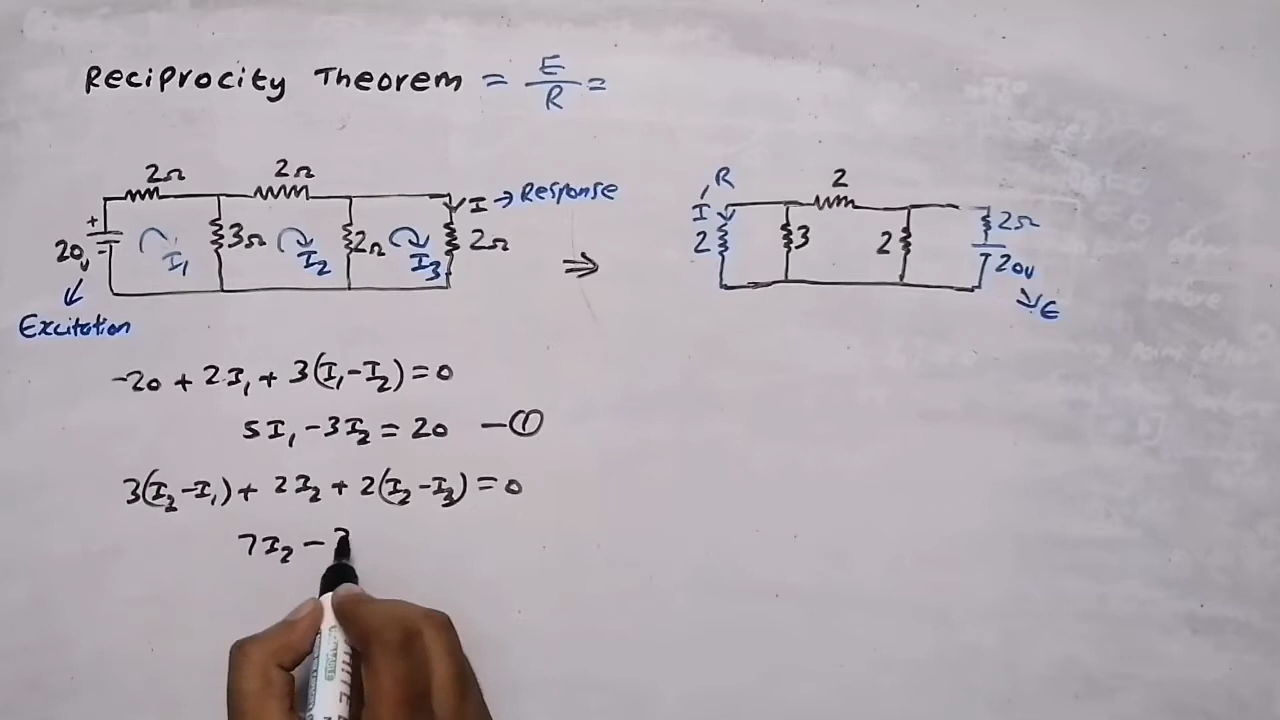 Reciprocity Theorem = E/R =
2Ω 2Ω I → Response
+ 20v - I₁ 3Ω I₂ 2Ω I₃ 2Ω
Excitation
⇒
I, R 2
2 3 2 2Ω
20v
E
-20 + 2I₁ + 3(I₁-I₂) = 0
5I₁ - 3I₂ = 20 - ①
3(I₂-I₁) + 2I₂ + 2(I₂-I₃) = 0
7I₂ -